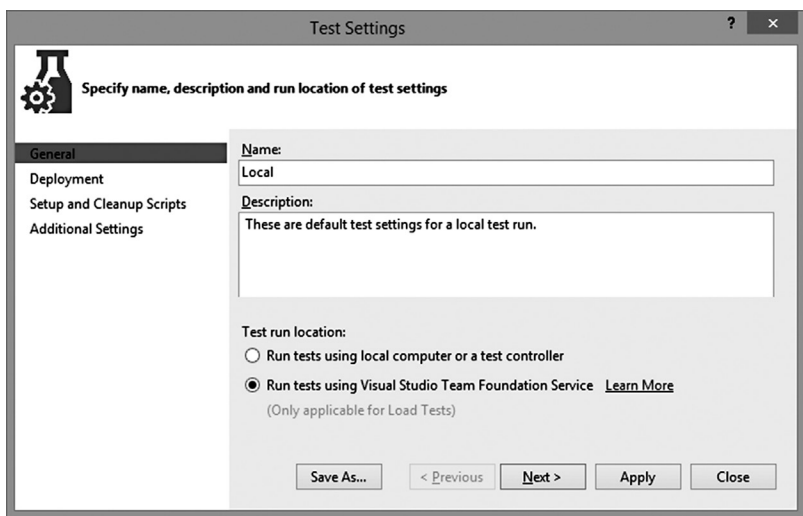 Test Settings
? ×
Specify name, description and run location of test settings
General
Deployment
Setup and Cleanup Scripts
Additional Settings
Name:
Local
Description:
These are default test settings for a local test run.
Test run location:
Run tests using local computer or a test controller
Run tests using Visual Studio Team Foundation Service Learn More
(Only applicable for Load Tests)
Save As... < Previous Next > Apply Close